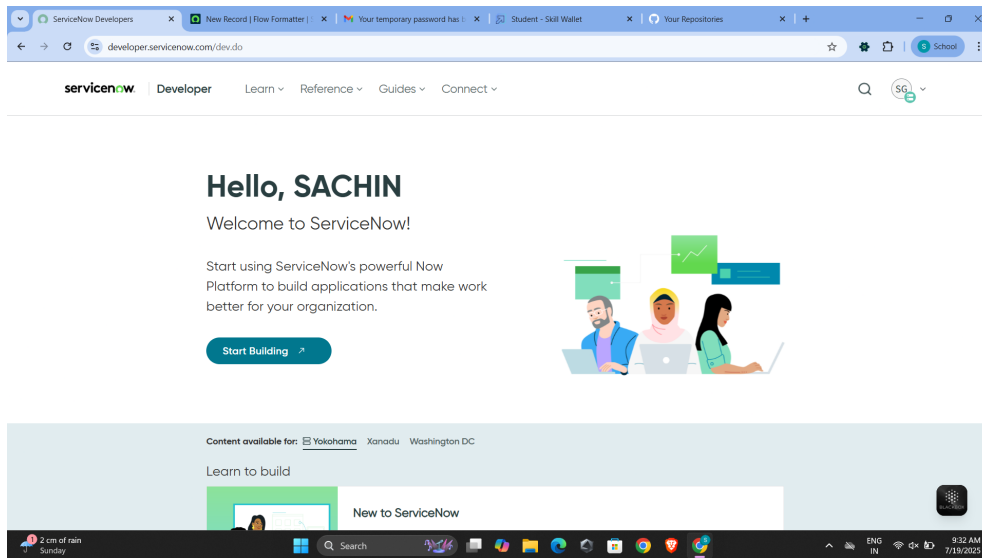 ServiceNow Developers
New Record | Flow Formatter |
Your temporary password has
Student - Skill Wallet
Your Repositories
developer.servicenow.com/dev.do
S School
servicenow. Developer Learn Reference Guides Connect SG
Hello, SACHIN
Welcome to ServiceNow!
Start using ServiceNow's powerful Now
Platform to build applications that make work
better for your organization.
Start Building
Content available for: Yokohama Xanadu Washington DC
Learn to build
New to ServiceNow
BLACKBOX
1
2 cm of rain
Sunday
Search
ENG
IN
9:32 AM
7/19/2025